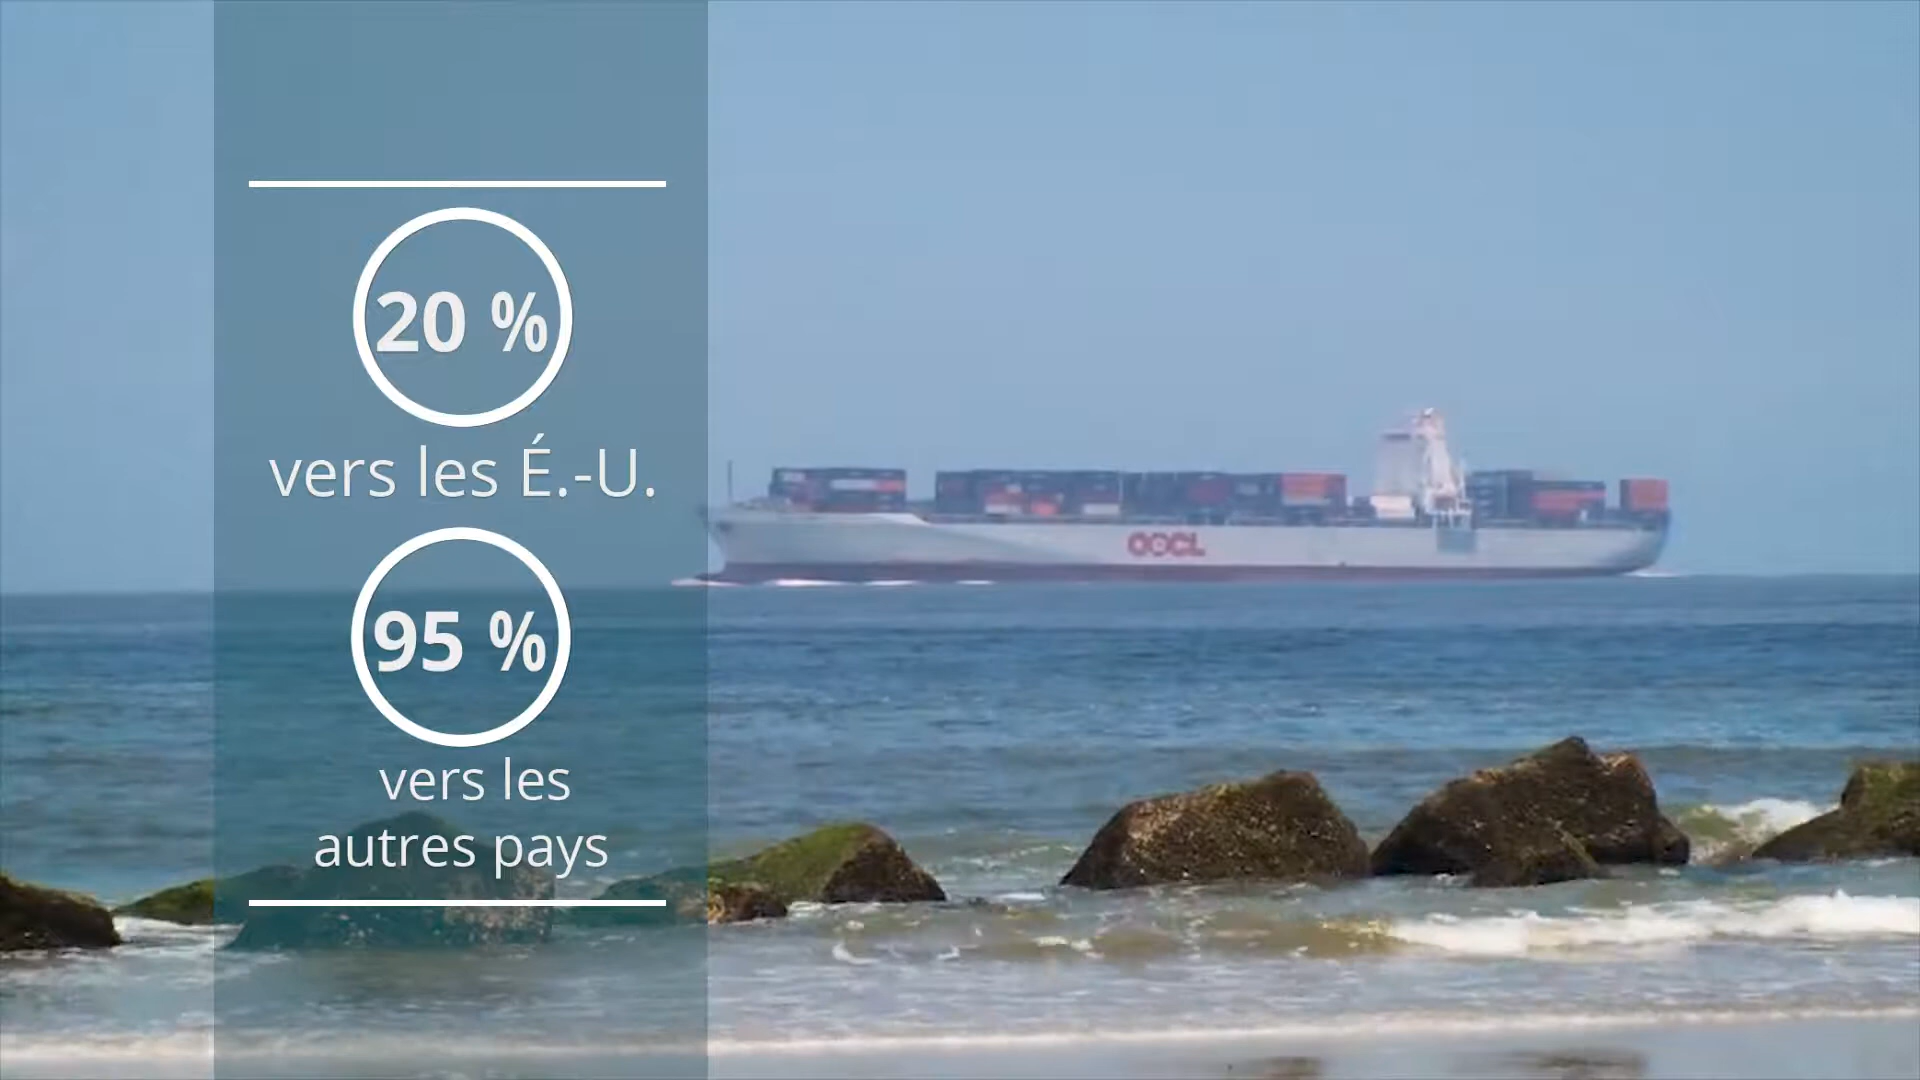 20 %
vers les É.-U.
95 %
vers les
autres pays
OOCL